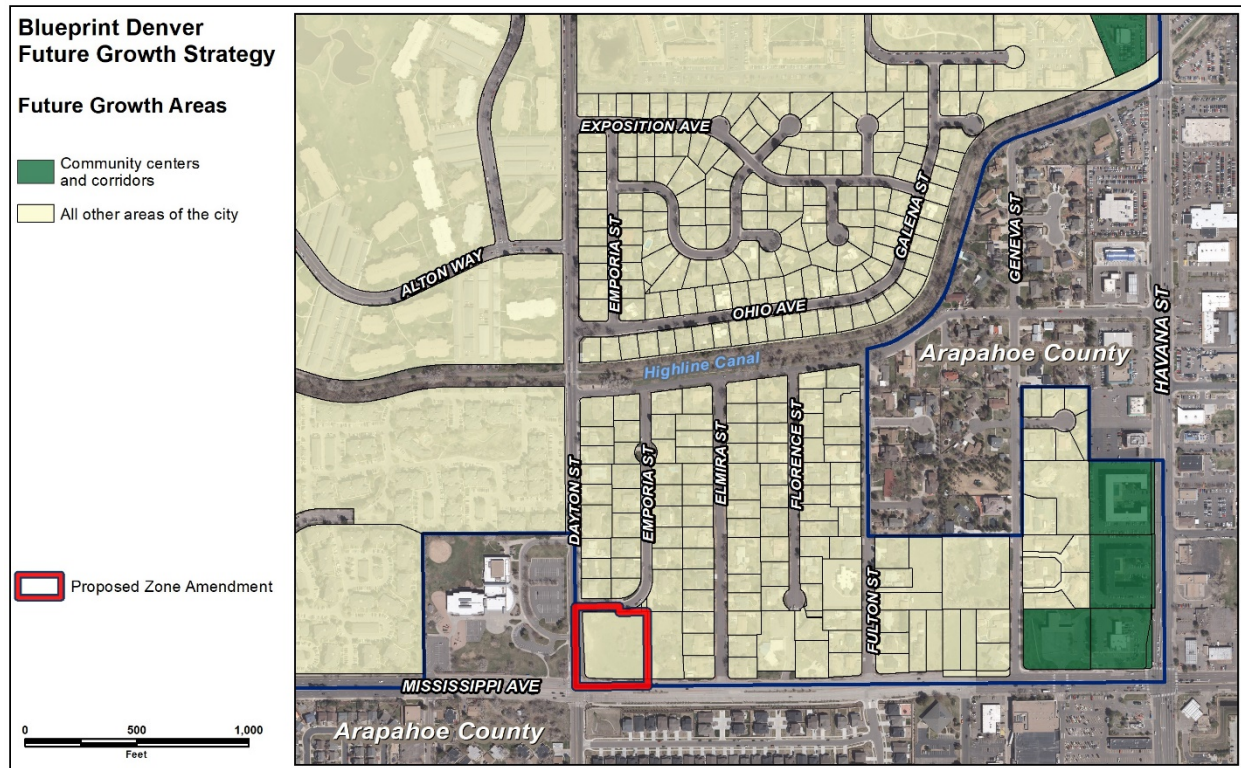 Blueprint Denver
Future Growth Strategy
Future Growth Areas
Community centers
and corridors
All other areas of the city
Proposed Zone Amendment
0 500 1,000
Feet
EXPOSITION AVE
EMPORIA ST
GALENA ST
GENEVA ST
ALTON WAY
OHIO AVE
HAVANA ST
Highline Canal
Arapahoe County
DAYTON ST
EMPORIA ST
ELMIRA ST
FLORENCE ST
FULTON ST
MISSISSIPPI AVE
Arapahoe County